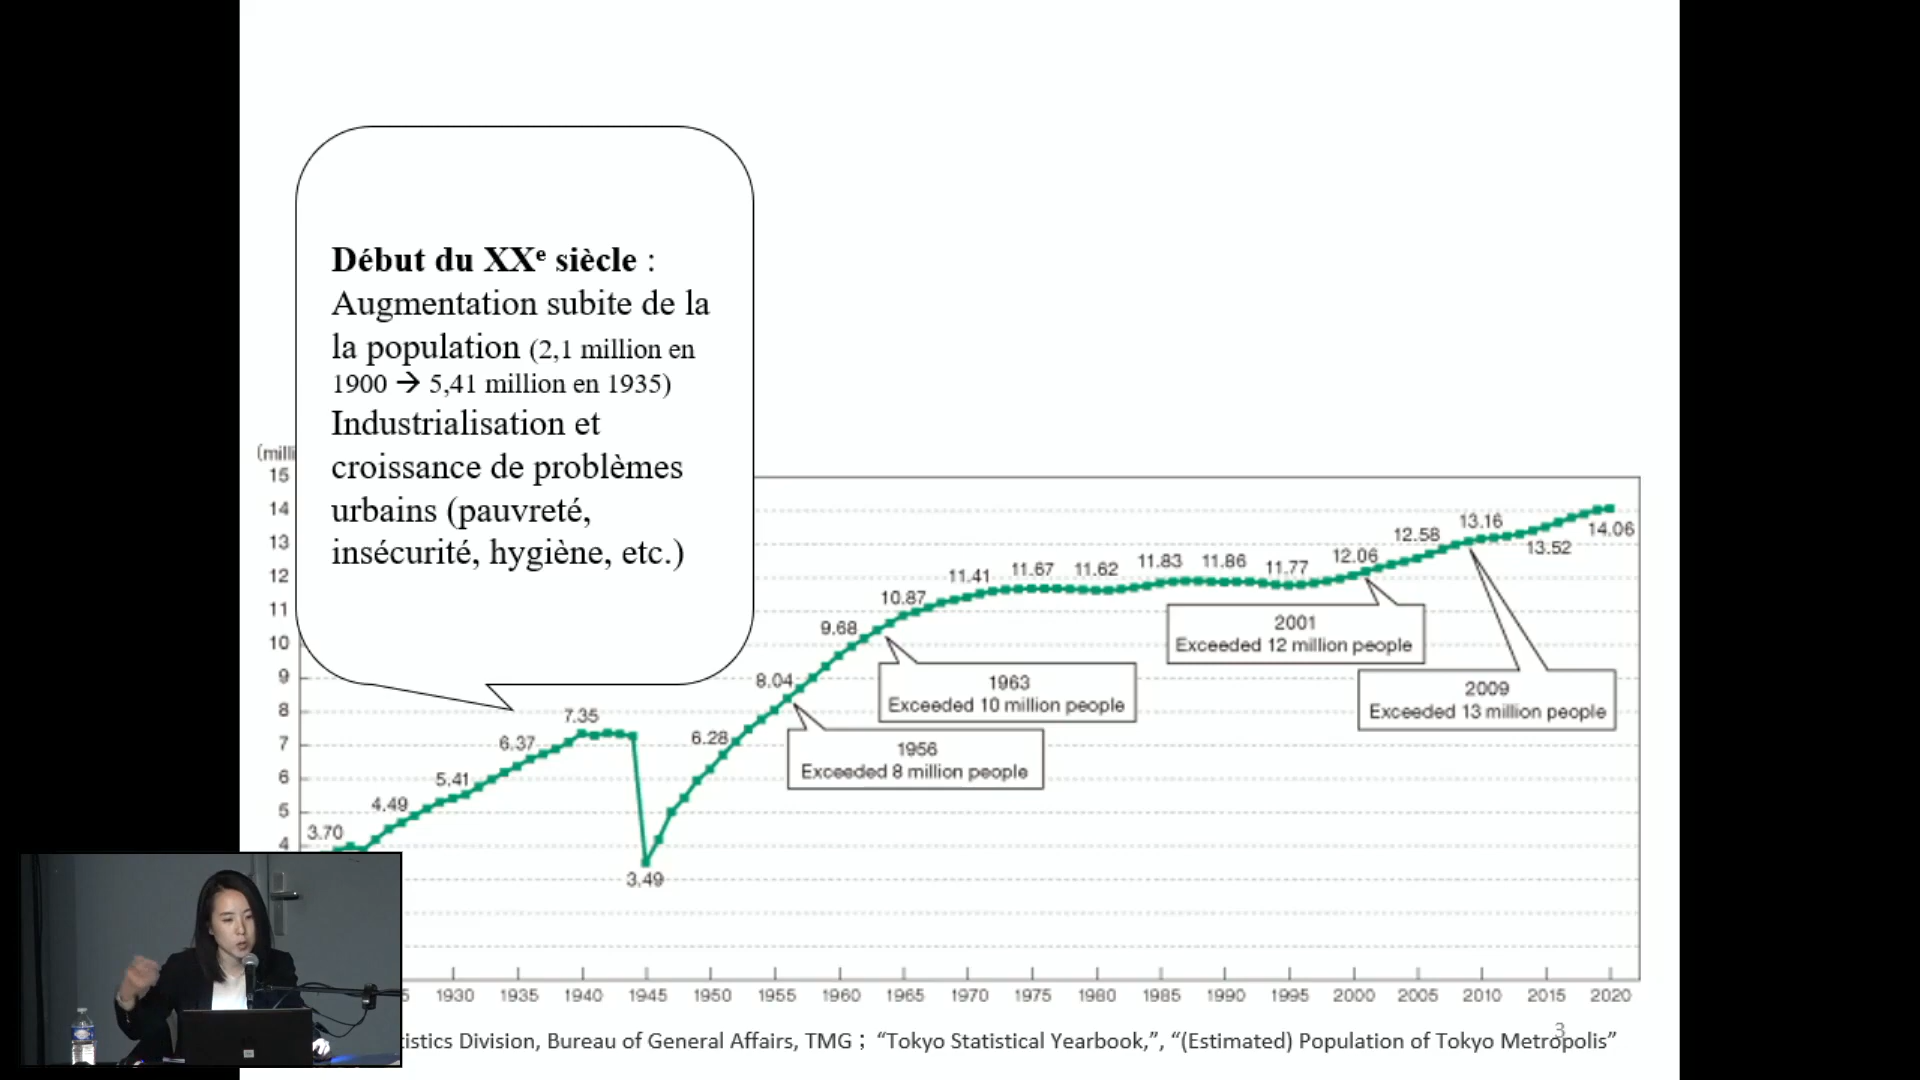 Début du XXe siècle :
Augmentation subite de la
la population (2,1 million en
1900 → 5,41 million en 1935)
Industrialisation et
croissance de problèmes
urbains (pauvreté,
insécurité, hygiène, etc.)
(milli
15
14
13
12
11
10
9
8
7
6
5
4
3.70
4.49
5.41
6.37
7.35
3.49
6.28
8.04
9.68
10.87
11.41
11.67
11.62
11.83
11.86
11.77
12.06
12.58
13.16
13.52
14.06
1956
Exceeded 8 million people
1963
Exceeded 10 million people
2001
Exceeded 12 million people
2009
Exceeded 13 million people
5 1930 1935 1940 1945 1950 1955 1960 1965 1970 1975 1980 1985 1990 1995 2000 2005 2010 2015 2020
tistics Division, Bureau of General Affairs, TMG ; “Tokyo Statistical Yearbook,”, “(Estimated) Population of Tokyo Metropolis”
3